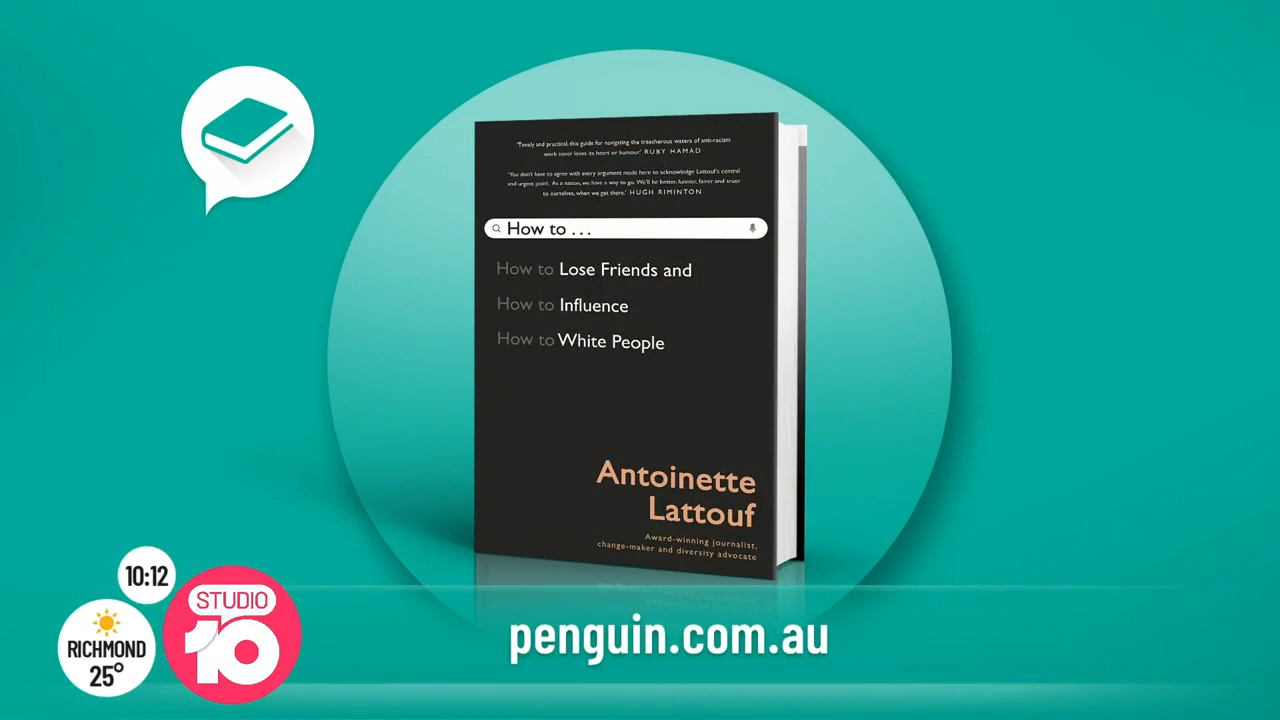 'Timely and practical, this guide for navigating the treacherous waters of anti-racism
work never loses its heart or humour.' RUBY HAMAD
'You don't have to agree with every argument made here to acknowledge Lattouf's central
and urgent point. As a nation, we have a way to go. We'll be better, funnier, fairer and truer
to ourselves, when we get there.' HUGH RIMINTON
How to ...
How to Lose Friends and
How to Influence
How to White People
Antoinette
Lattouf
Award-winning journalist,
change-maker and diversity advocate
10:12
STUDIO
10
RICHMOND
25°
penguin.com.au